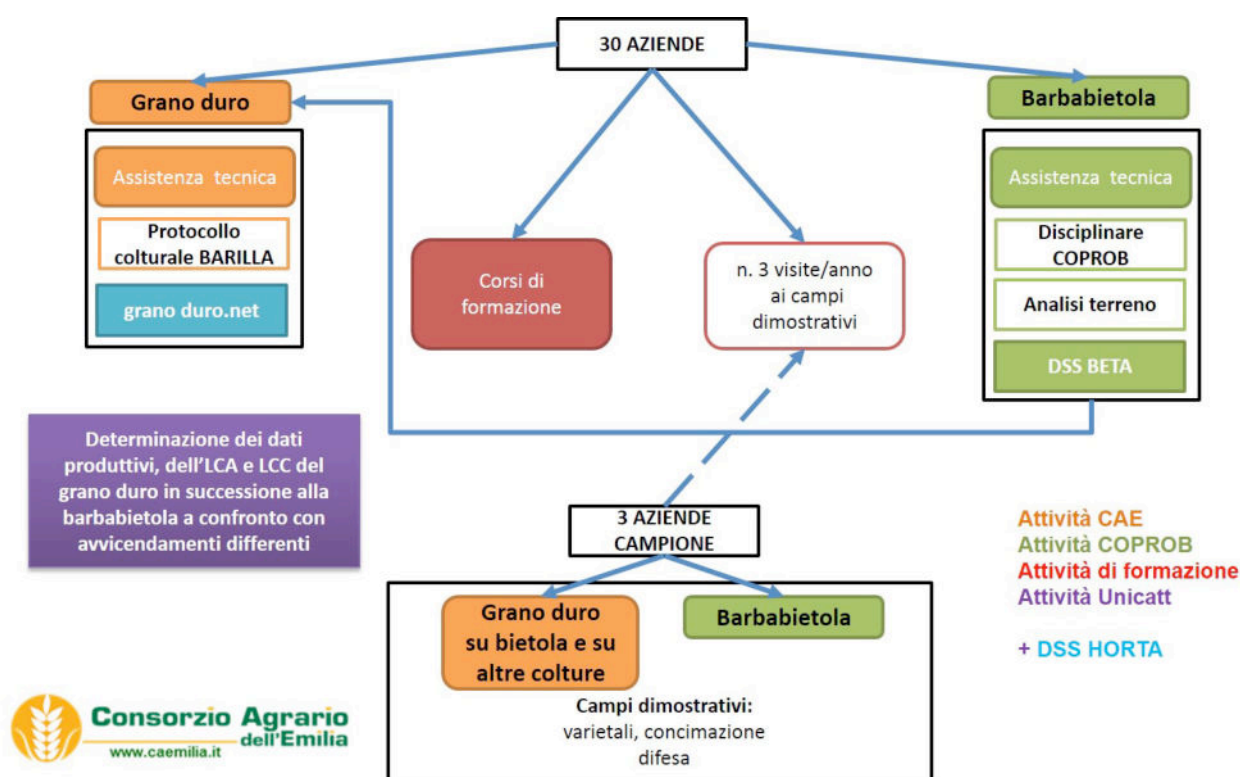 30 AZIENDE
Grano duro
Assistenza tecnica
Protocollo
colturale BARILLA
grano duro.net
Corsi di
formazione
n. 3 visite/anno
ai campi
dimostrativi
Barbabietola
Assistenza tecnica
Disciplinare
COPROB
Analisi terreno
DSS BETA
Determinazione dei dati
produttivi, dell'LCA e LCC del
grano duro in successione alla
barbabietola a confronto con
avvicendamenti differenti
3 AZIENDE
CAMPIONE
Grano duro
su bietola e su
altre colture
Barbabietola
Campi dimostrativi:
varietali, concimazione
difesa
Attività CAE
Attività COPROB
Attività di formazione
Attività Unicatt
+ DSS HORTA
Consorzio Agrario
dell'Emilia
www.caemilia.it